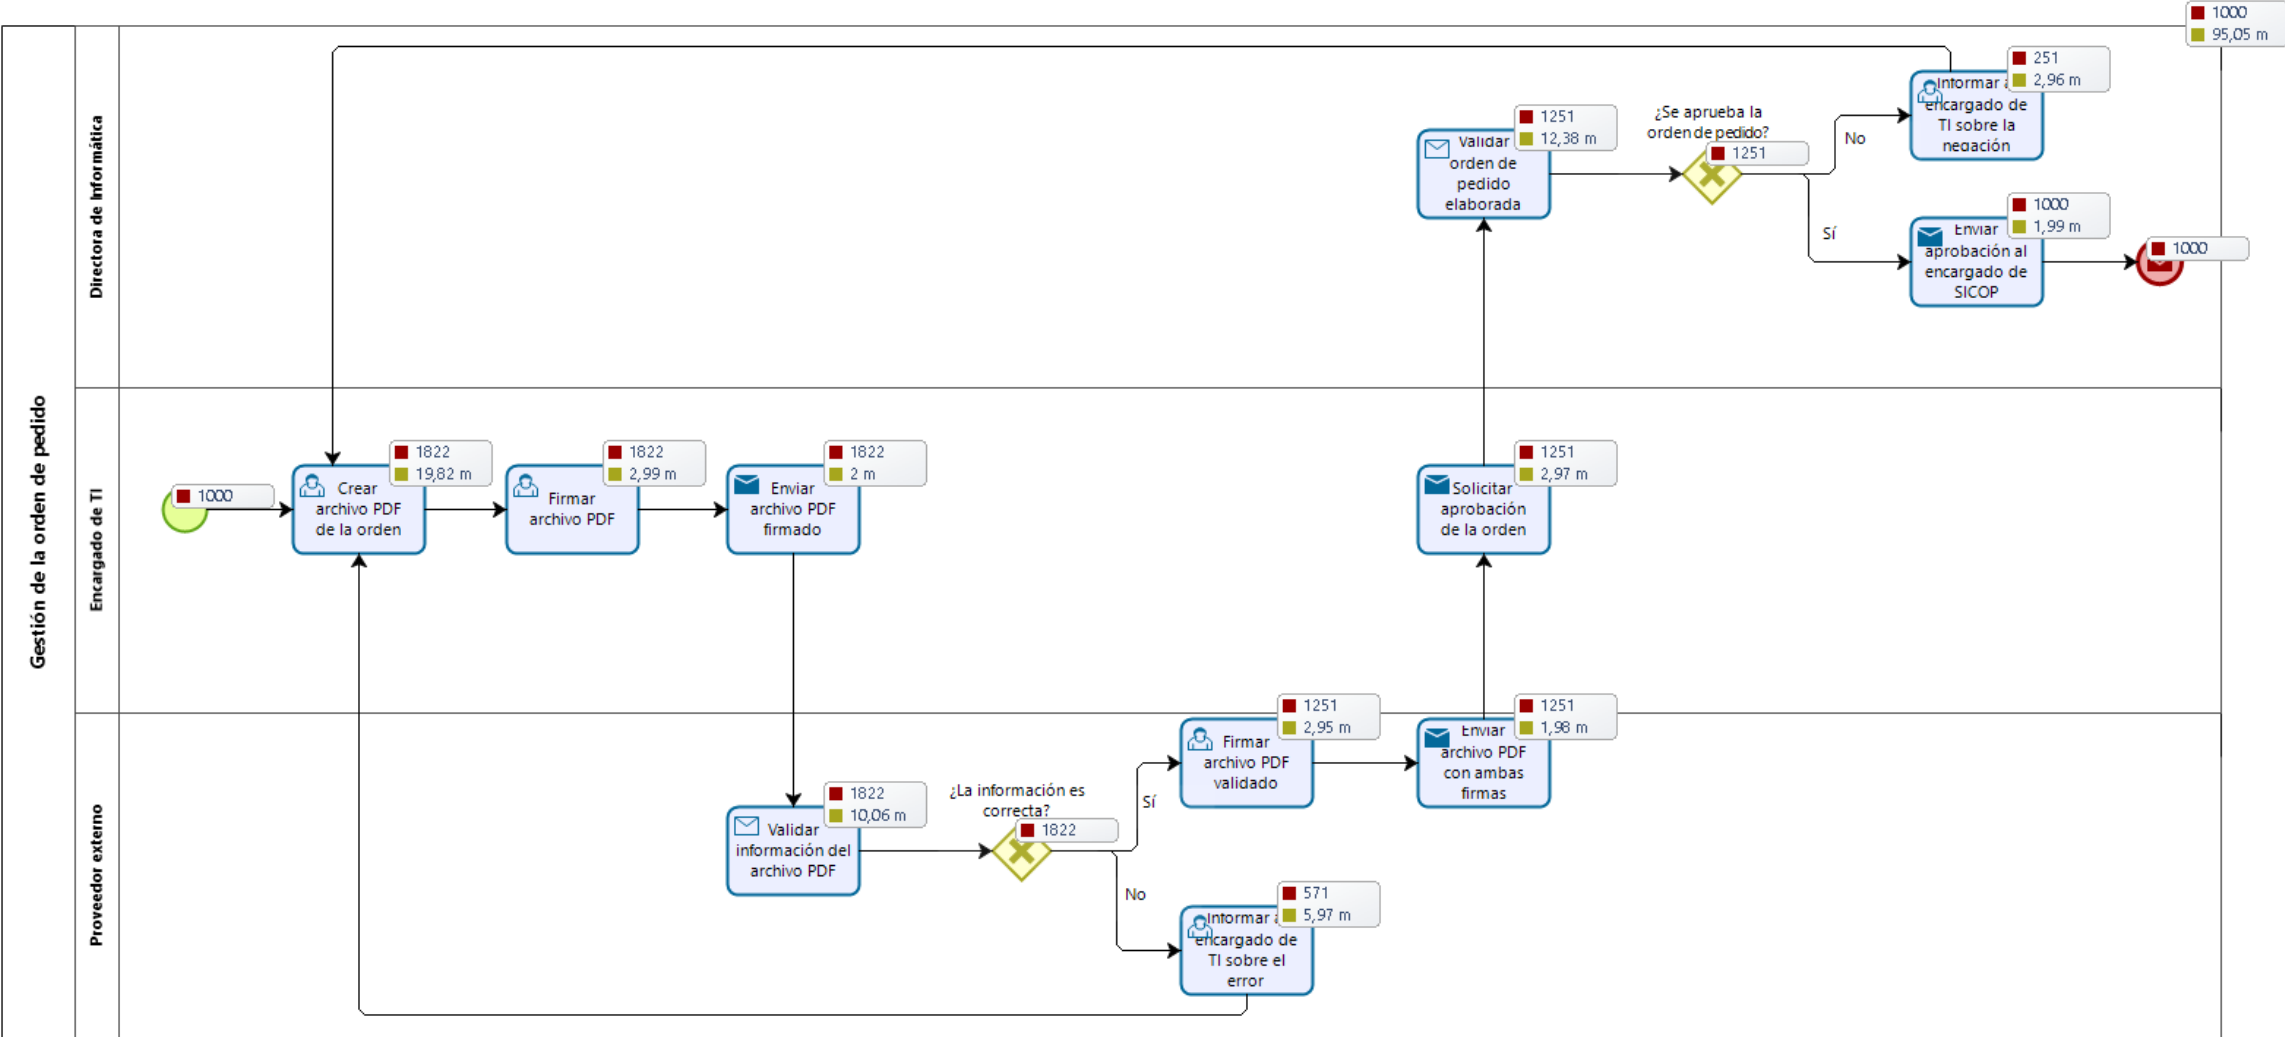 Gestión de la orden de pedido
Directora de Informática
Encargado de TI
Proveedor externo
1000
95,05 m
251
2,96 m
Informar
encargado de
TI sobre la
negación
1251
12,38 m
Validar
orden de
pedido
elaborada
¿Se aprueba la
orden de pedido?
1251
No
Sí
1000
1,99 m
Enviar
aprobación al
encargado de
SICOP
1000
1000
1822
19,82 m
Crear
archivo PDF
de la orden
1822
2,99 m
Firmar
archivo PDF
1822
2 m
Enviar
archivo PDF
firmado
1251
2,97 m
Solicitar
aprobación
de la orden
1822
10,06 m
Validar
información del
archivo PDF
¿La información es
correcta?
1822
Sí
No
1251
2,95 m
Firmar
archivo PDF
validado
1251
1,98 m
Enviar
archivo PDF
con ambas
firmas
571
5,97 m
Informar
encargado de
TI sobre el
error